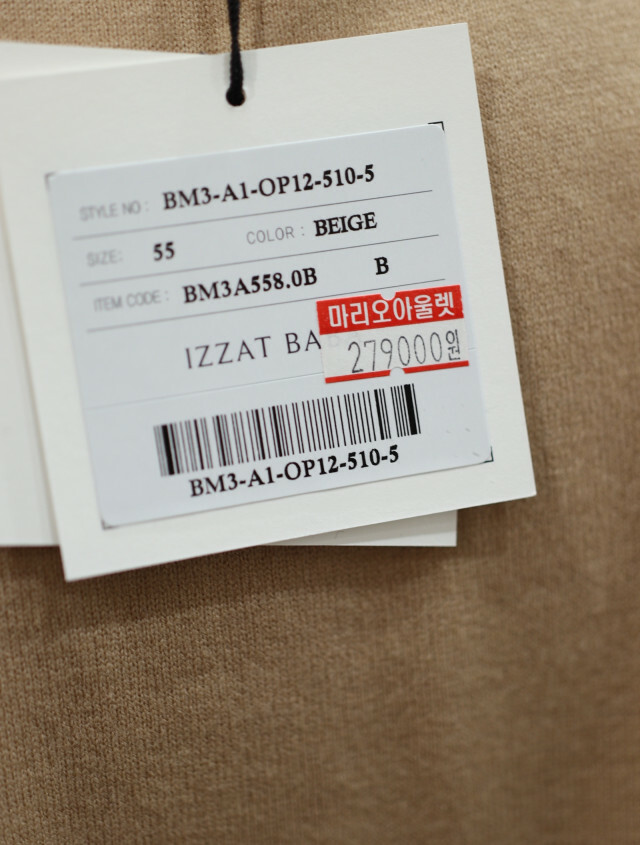 STYLE NO : BM3-A1-OP12-510-5
SIZE: 55 COLOR : BEIGE
ITEM CODE : BM3A558.0B B
마리오아울렛
IZZAT
279000원
BM3-A1-OP12-510-5